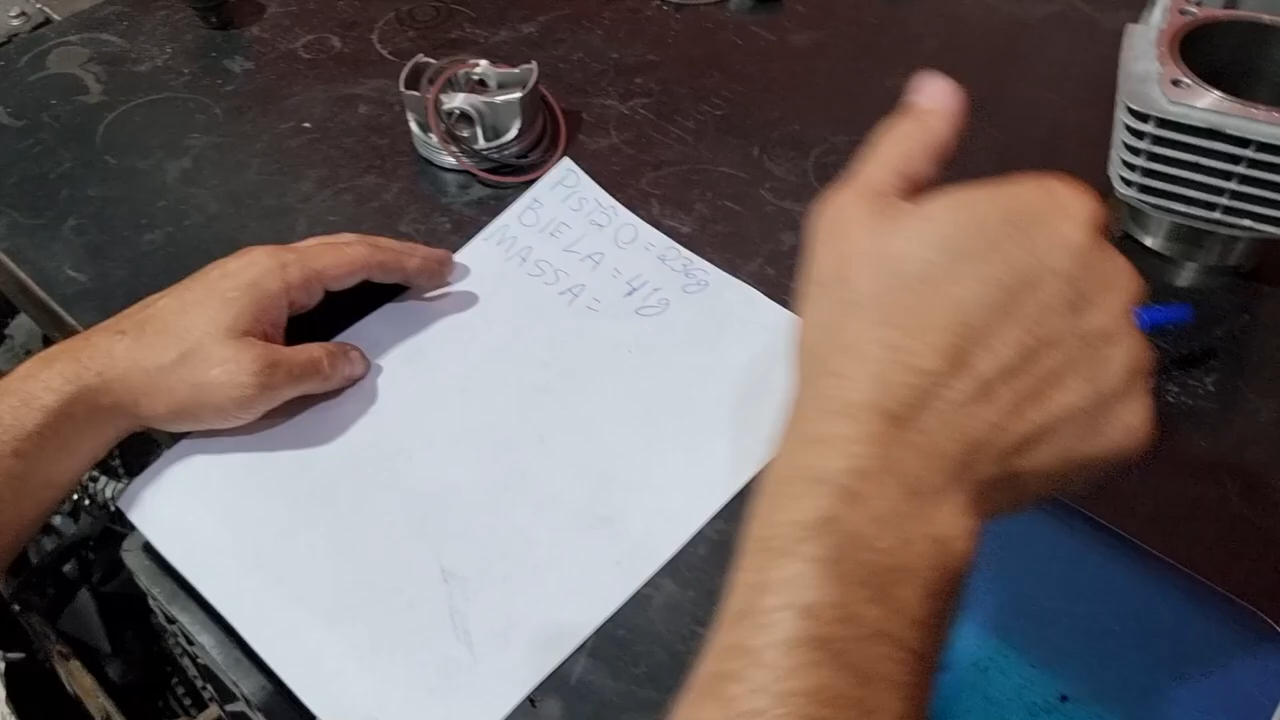 PISTÃO = 236g
BIELA = 41g
MASSA =